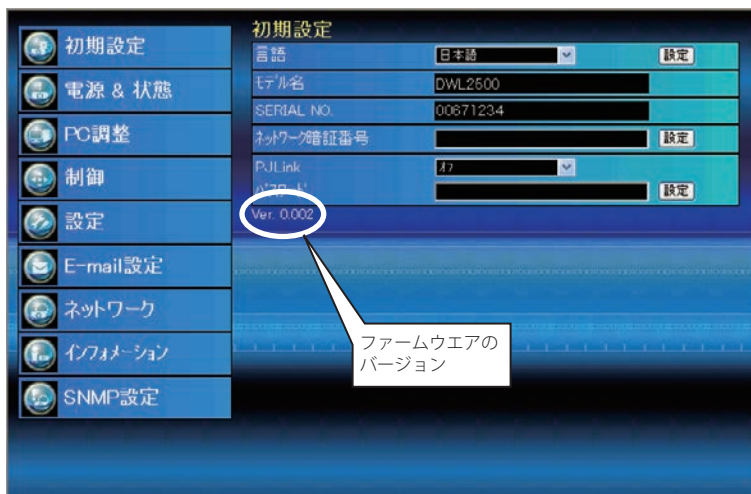 初期設定
電源 & 状態
PC調整
制御
設定
E-mail設定
ネットワーク
インフォメーション
SNMP設定
初期設定
言語 日本語 設定
モデル名 DWL2500
SERIAL NO. 00671234
ネットワーク暗証番号 設定
PJLink オフ
パスワード 設定
Ver. 0.002
ファームウエアの
バージョン